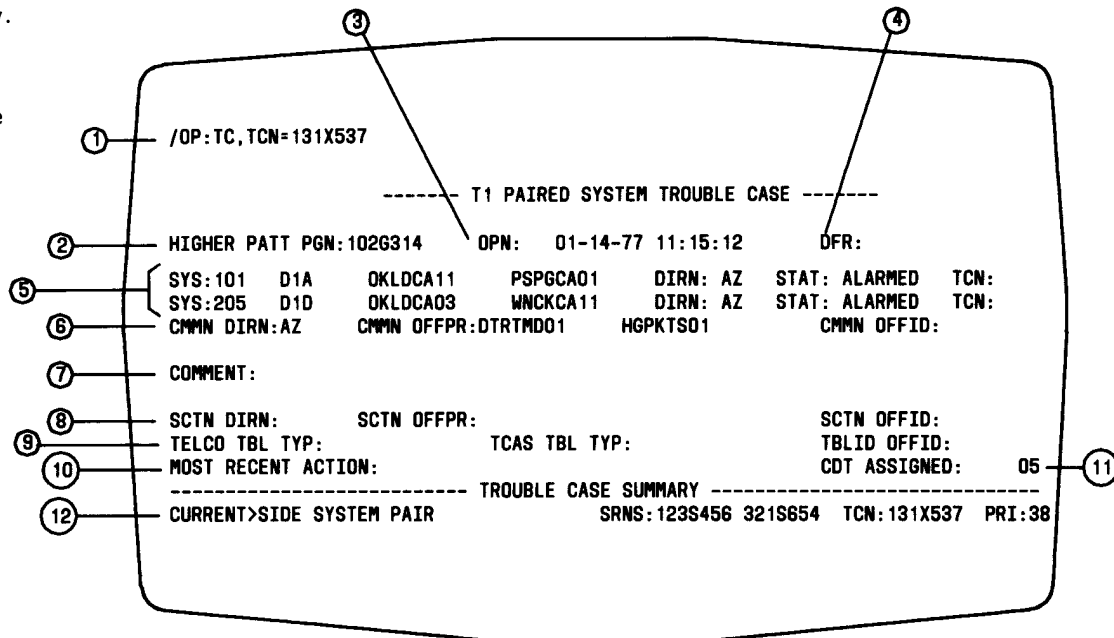 y.
e
③ ④
① /OP:TC,TCN=131X537
------- T1 PAIRED SYSTEM TROUBLE CASE -------
② HIGHER PATT PGN:102G314 OPN: 01-14-77 11:15:12 DFR:
⑤ SYS:101 D1A OKLDCA11 PSPGCA01 DIRN: AZ STAT: ALARMED TCN:
SYS:205 D1D OKLDCA03 WNCKCA11 DIRN: AZ STAT: ALARMED TCN:
⑥ CMMN DIRN:AZ CMMN OFFPR:DTRTMD01 HGPKTS01 CMMN OFFID:
⑦ COMMENT:
⑧ SCTN DIRN: SCTN OFFPR: SCTN OFFID:
⑨ TELCO TBL TYP: TCAS TBL TYP: TBLID OFFID:
⑩ MOST RECENT ACTION: CDT ASSIGNED: 05 ⑪
--------------------------- TROUBLE CASE SUMMARY ------------------------------
⑫ CURRENT>SIDE SYSTEM PAIR SRNS:123S456 321S654 TCN:131X537 PRI:38